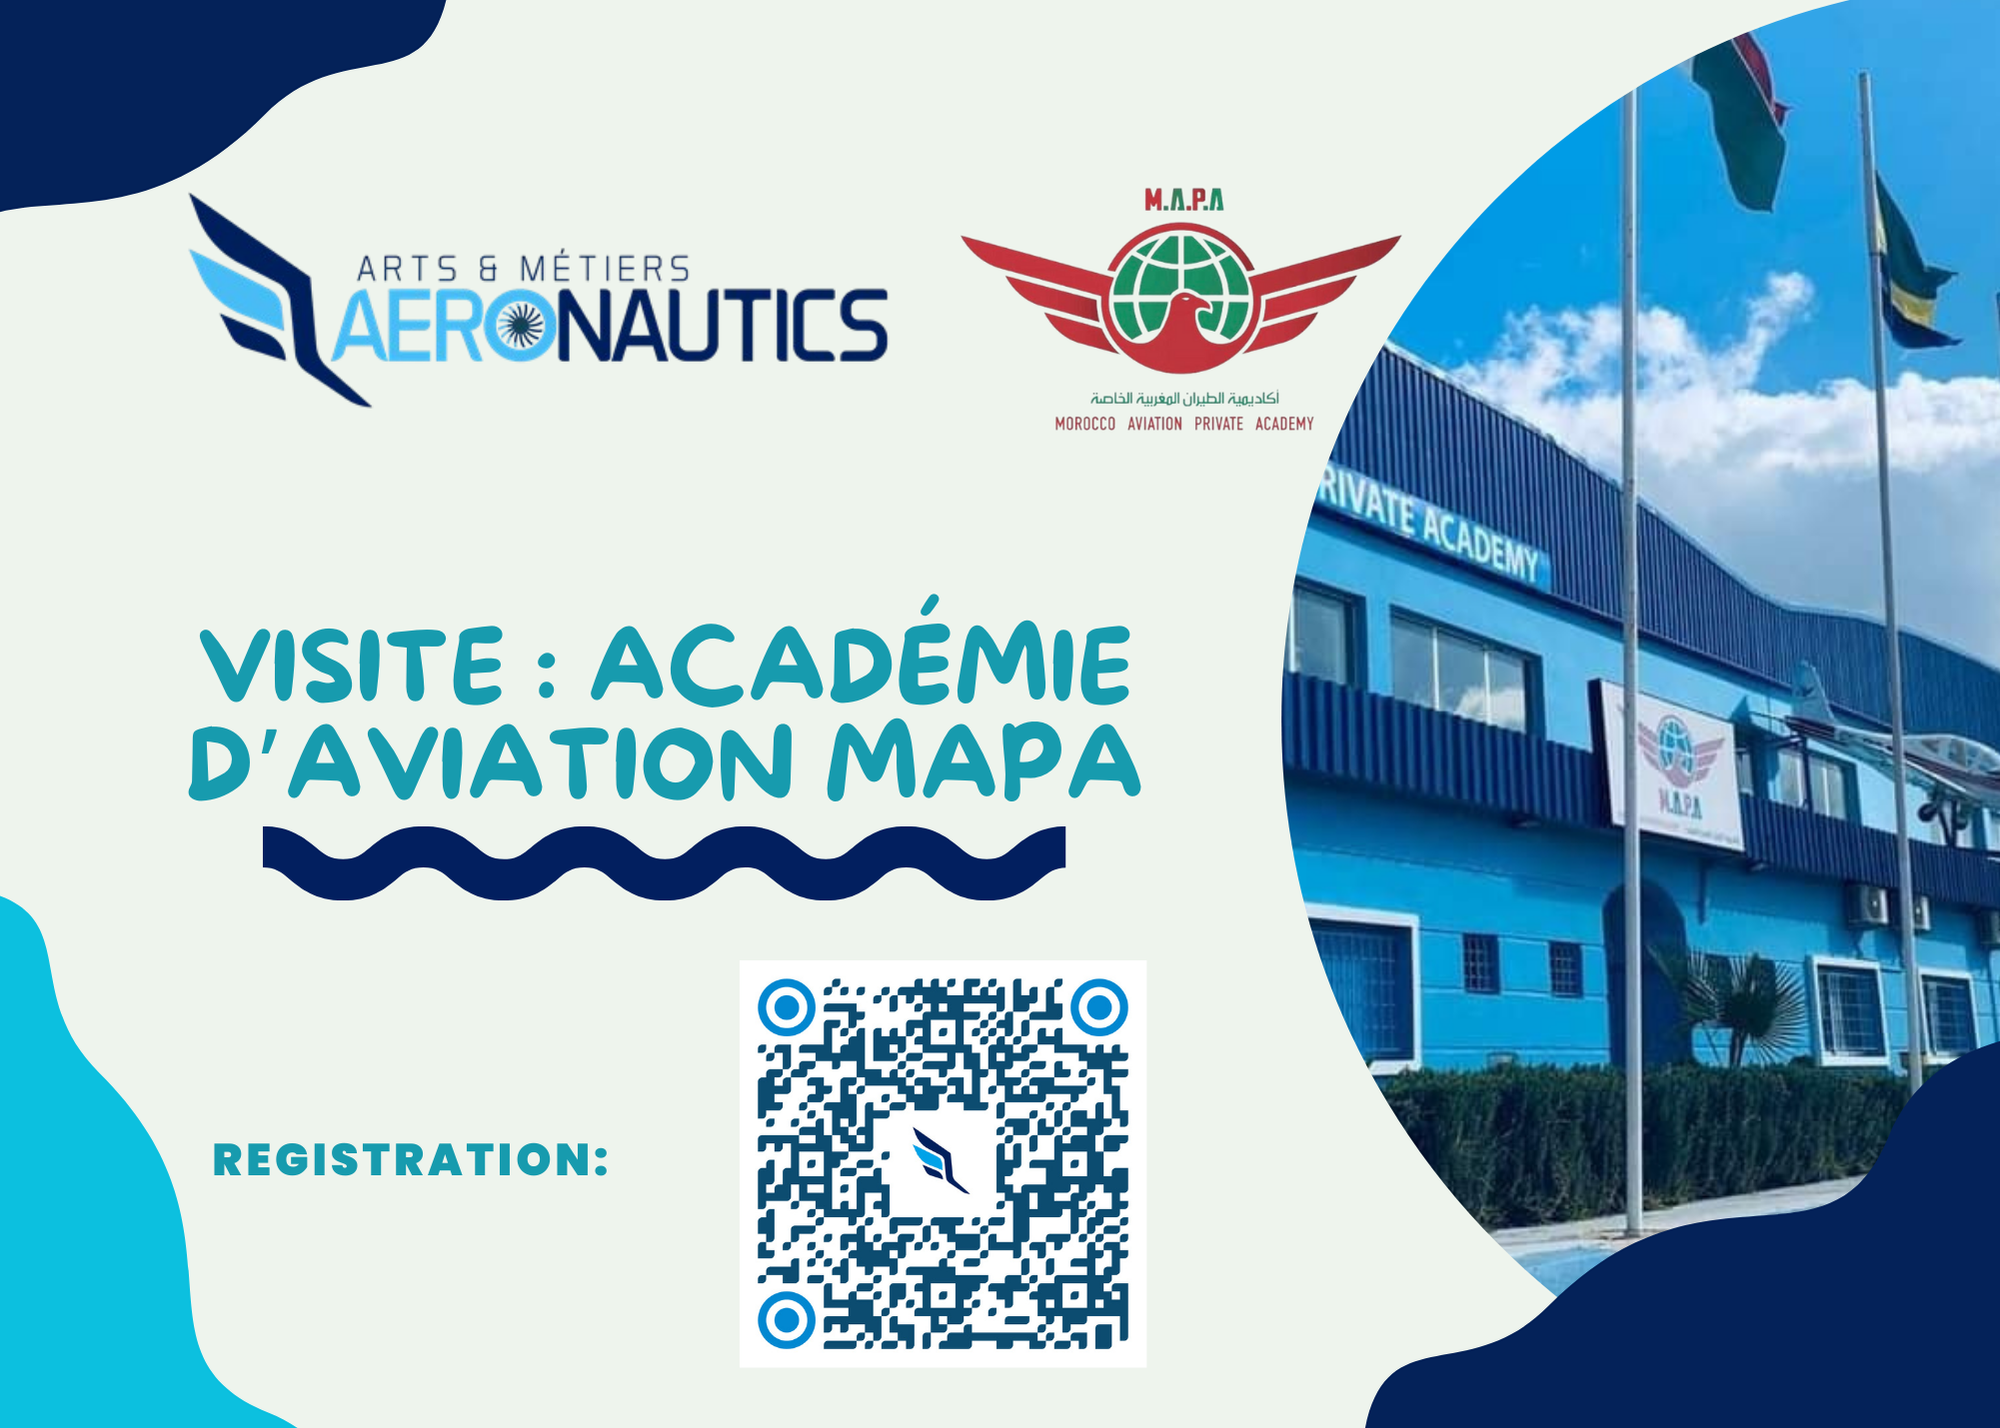 ARTS & MÉTIERS
AERONAUTICS
M.A.P.A
أكاديمية الطيران المغربية الخاصة
MOROCCO AVIATION PRIVATE ACADEMY
RIVATE ACADEMY
M.A.P.A
VISITE : ACADÉMIE
D'AVIATION MAPA
REGISTRATION: